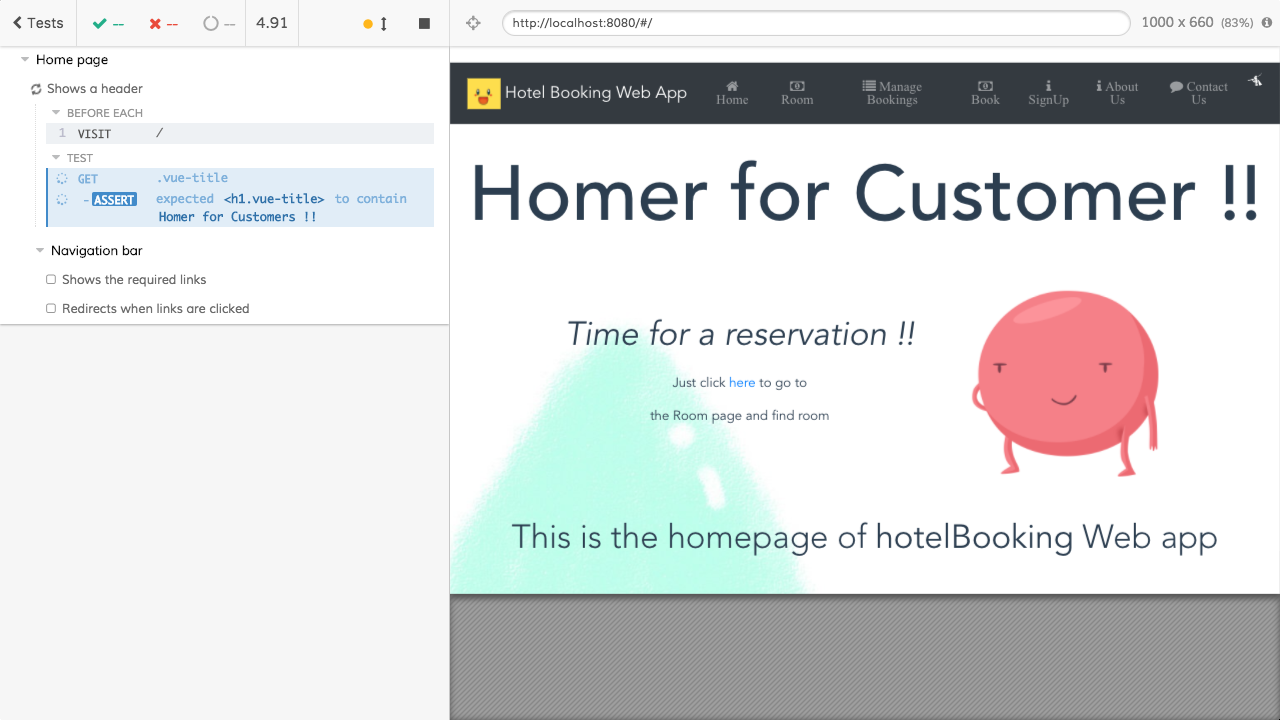 Tests
--
--
--
4.91
http://localhost:8080/#/
1000 x 660 (83%)
Home page
Shows a header
BEFORE EACH
1 VISIT /
TEST
GET .vue-title
- ASSERT expected <h1.vue-title> to contain
Homer for Customers !!
Navigation bar
Shows the required links
Redirects when links are clicked
Hotel Booking Web App
Home
Room
Manage
Bookings
Book
SignUp
About
Us
Contact
Us
Homer for Customer !!
Time for a reservation !!
Just click here to go to
the Room page and find room
This is the homepage of hotelBooking Web app